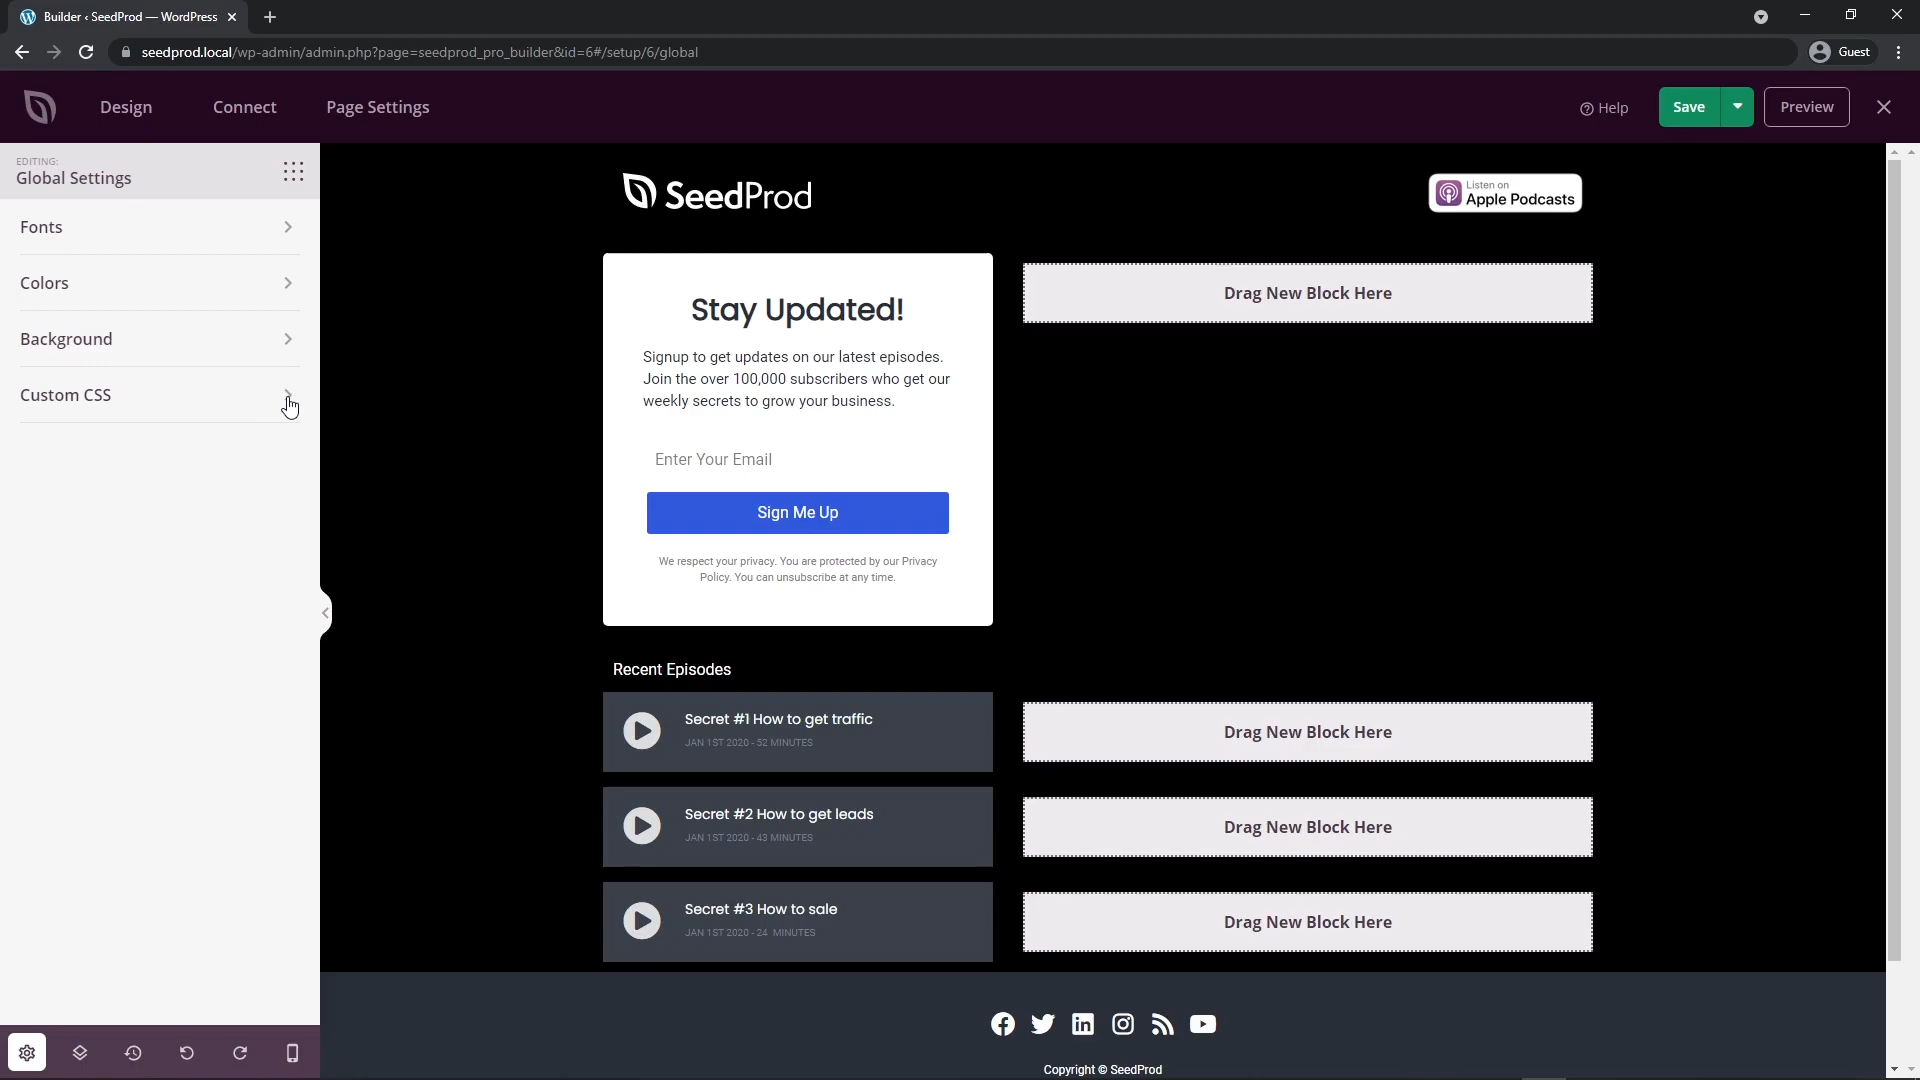 Builder ‹ SeedProd — WordPress
seedprod.local/wp-admin/admin.php?page=seedprod_pro_builder&id=6#/setup/6/global
Guest
Design
Connect
Page Settings
Help
Save
Preview
EDITING:
Global Settings
Fonts
Colors
Background
Custom CSS
SeedProd
Listen on
Apple Podcasts
Stay Updated!
Signup to get updates on our latest episodes.
Join the over 100,000 subscribers who get our
weekly secrets to grow your business.
Enter Your Email
Sign Me Up
We respect your privacy. You are protected by our Privacy
Policy. You can unsubscribe at any time.
Drag New Block Here
Recent Episodes
Secret #1 How to get traffic
JAN 1ST 2020 - 52 MINUTES
Drag New Block Here
Secret #2 How to get leads
JAN 1ST 2020 - 43 MINUTES
Drag New Block Here
Secret #3 How to sale
JAN 1ST 2020 - 24 MINUTES
Drag New Block Here
Copyright © SeedProd